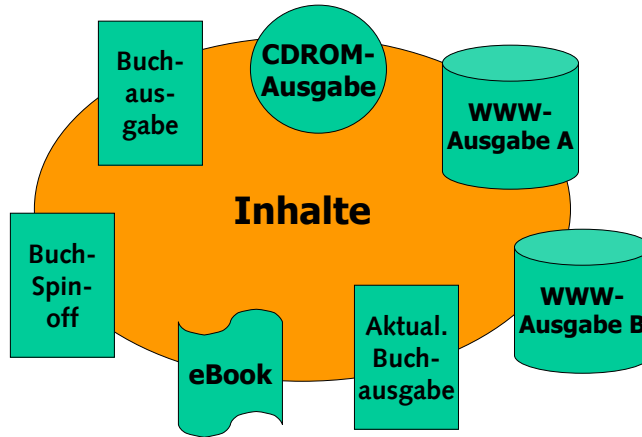 Buch-
aus-
gabe
CDROM-
Ausgabe
WWW-
Ausgabe A
Inhalte
Buch-
Spin-
off
eBook
Aktual.
Buch-
ausgabe
WWW-
Ausgabe B